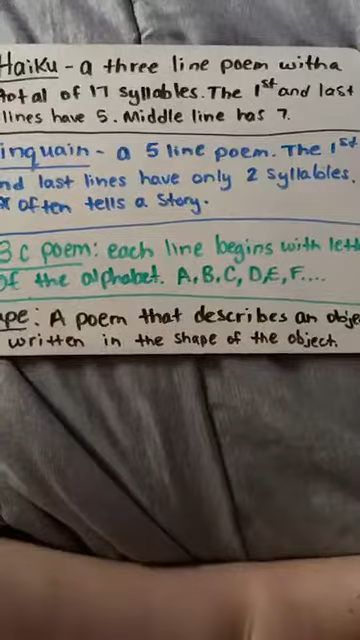 Haiku - a three line poem with a
total of 17 syllables. The 1st and last
lines have 5. Middle line has 7.
inquain - a 5 line poem. The 1st
nd last lines have only 2 syllables.
* often tells a story.
3 C poem: each line begins with lett
of the alphabet. A, B, C, D, E, F....
ape: A poem that describes an obje
written in the shape of the object.